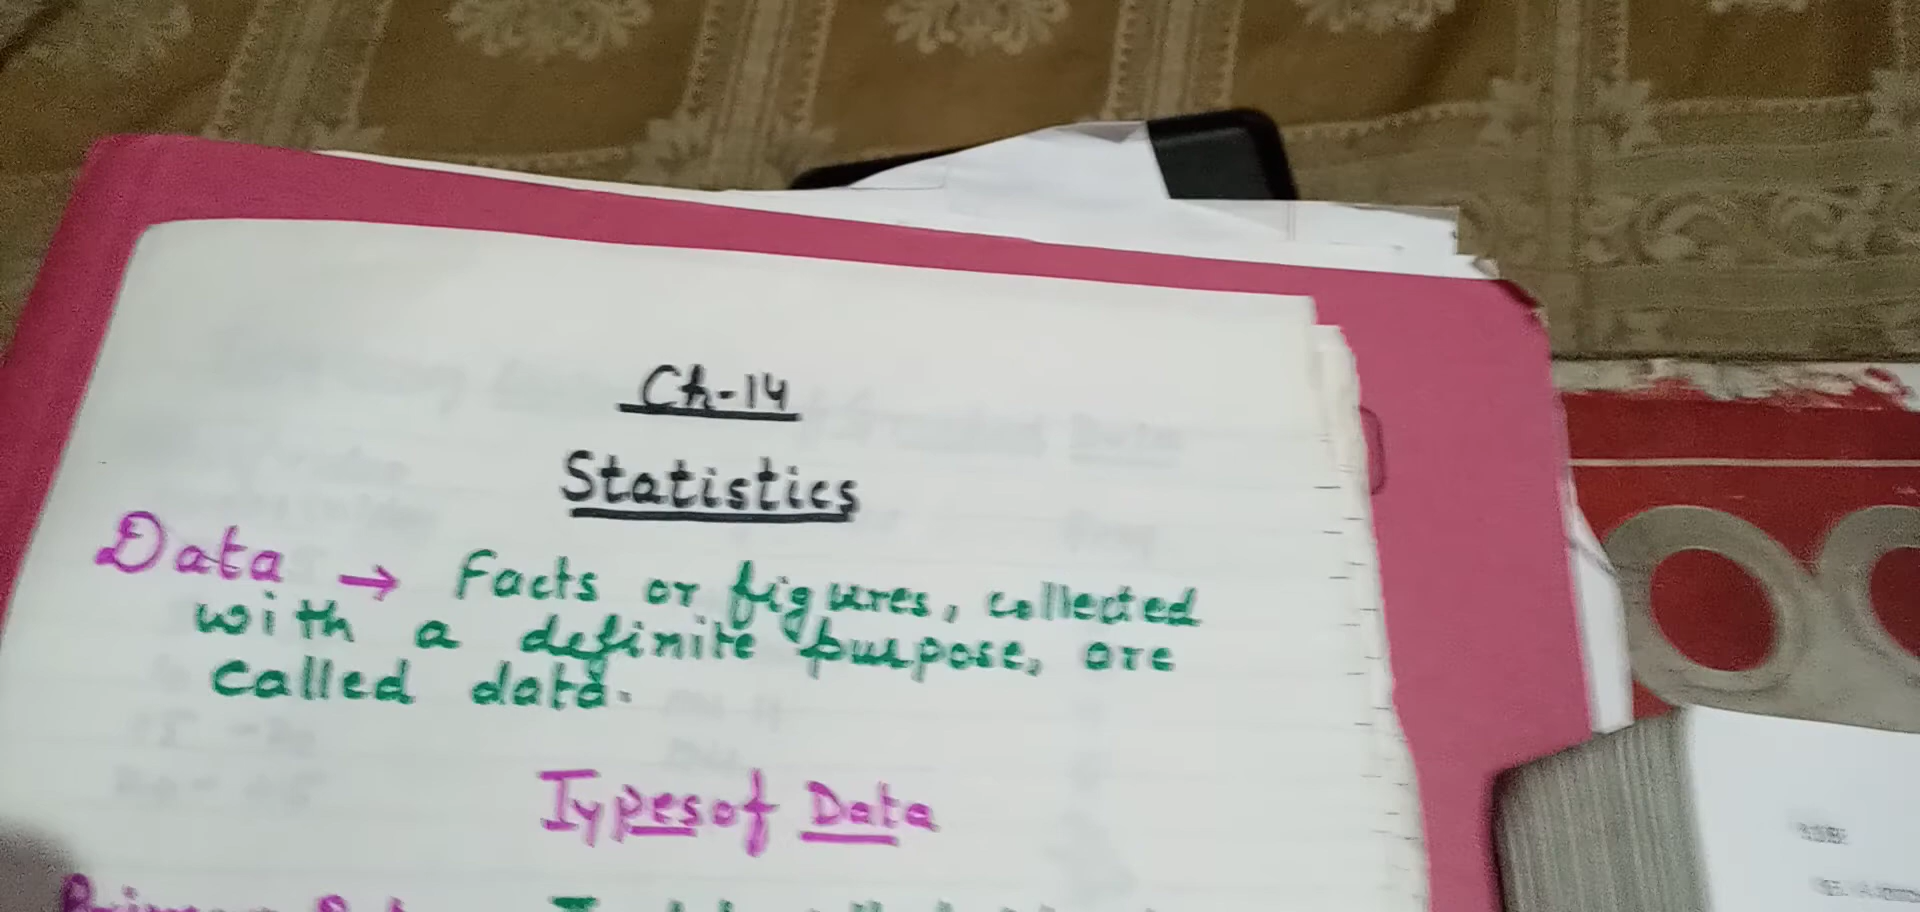 Ch-14
Statistics
Data → Facts or figures, collected
with a definite purpose, are
called data.
Types of Data